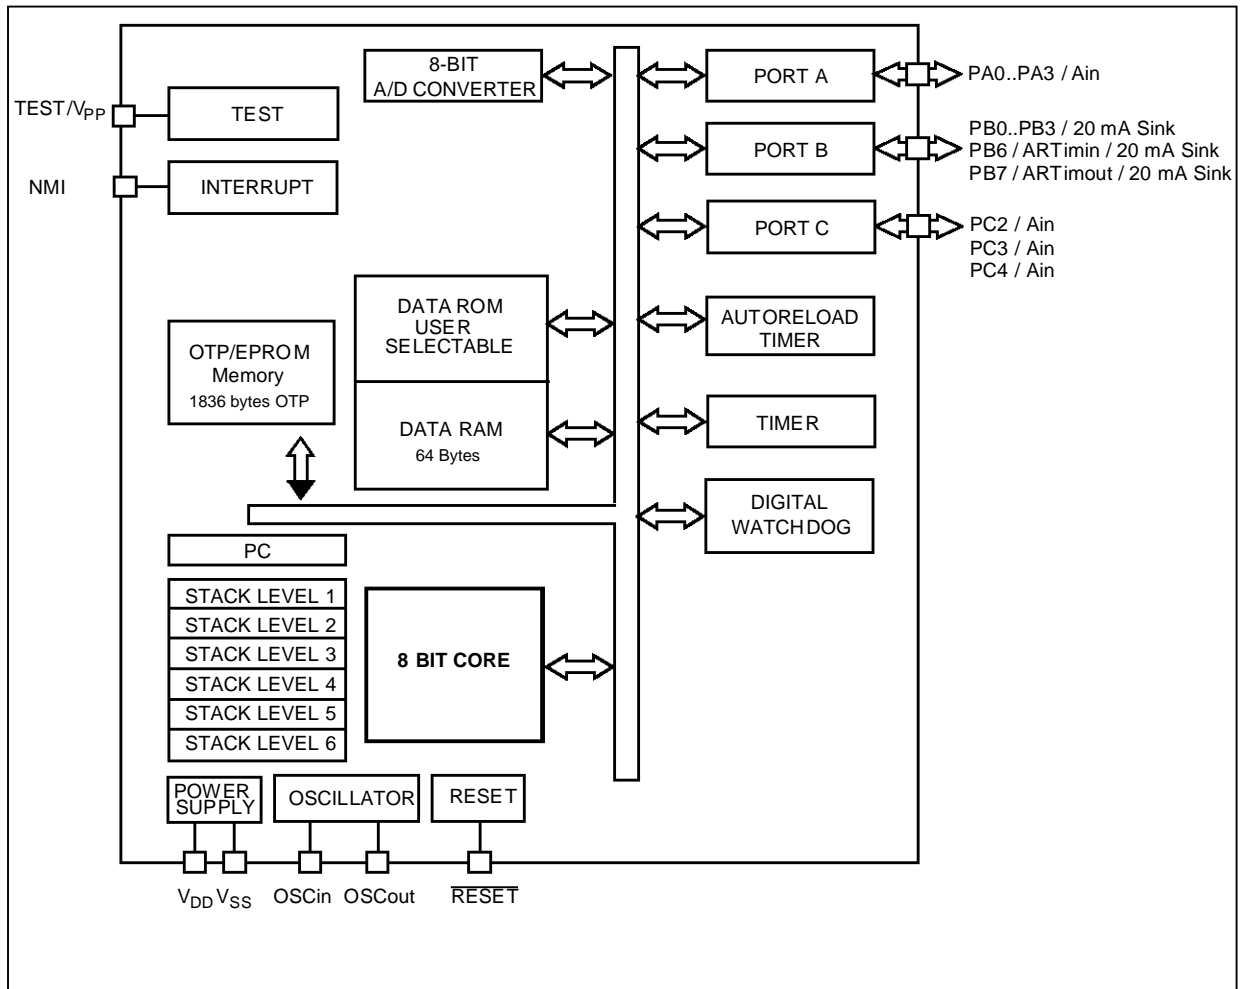 8-BIT
A/D CONVERTER
PORT A
PA0..PA3 / Ain
TEST/VPP
TEST
PORT B
PB0..PB3 / 20 mA Sink
PB6 / ARTimin / 20 mA Sink
PB7 / ARTimout / 20 mA Sink
NMI
INTERRUPT
PORT C
PC2 / Ain
PC3 / Ain
PC4 / Ain
DATA ROM
USER
SELECTABLE
AUTORELOAD
TIMER
OTP/EPROM
Memory
1836 bytes OTP
DATA RAM
64 Bytes
TIMER
DIGITAL
WATCHDOG
PC
STACK LEVEL 1
STACK LEVEL 2
STACK LEVEL 3
STACK LEVEL 4
STACK LEVEL 5
STACK LEVEL 6
8 BIT CORE
POWER
SUPPLY
OSCILLATOR
RESET
VDD VSS
OSCin OSCout
RESET